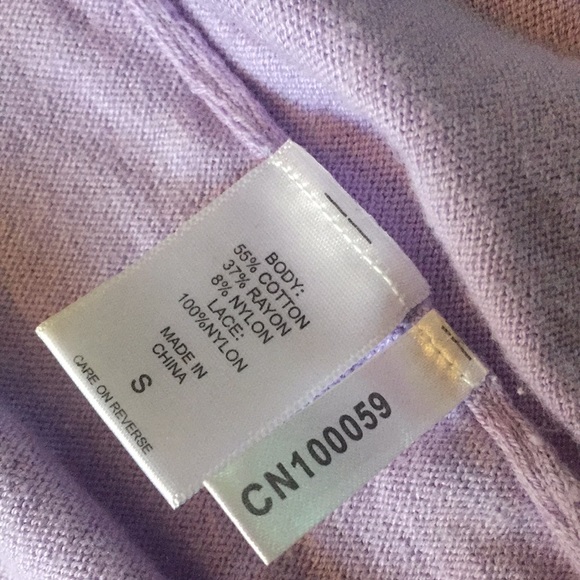 BODY:
55% COTTON
37% RAYON
8% NYLON
LACE:
100%NYLON
MADE IN
CHINA
S
CARE ON REVERSE
CN100059